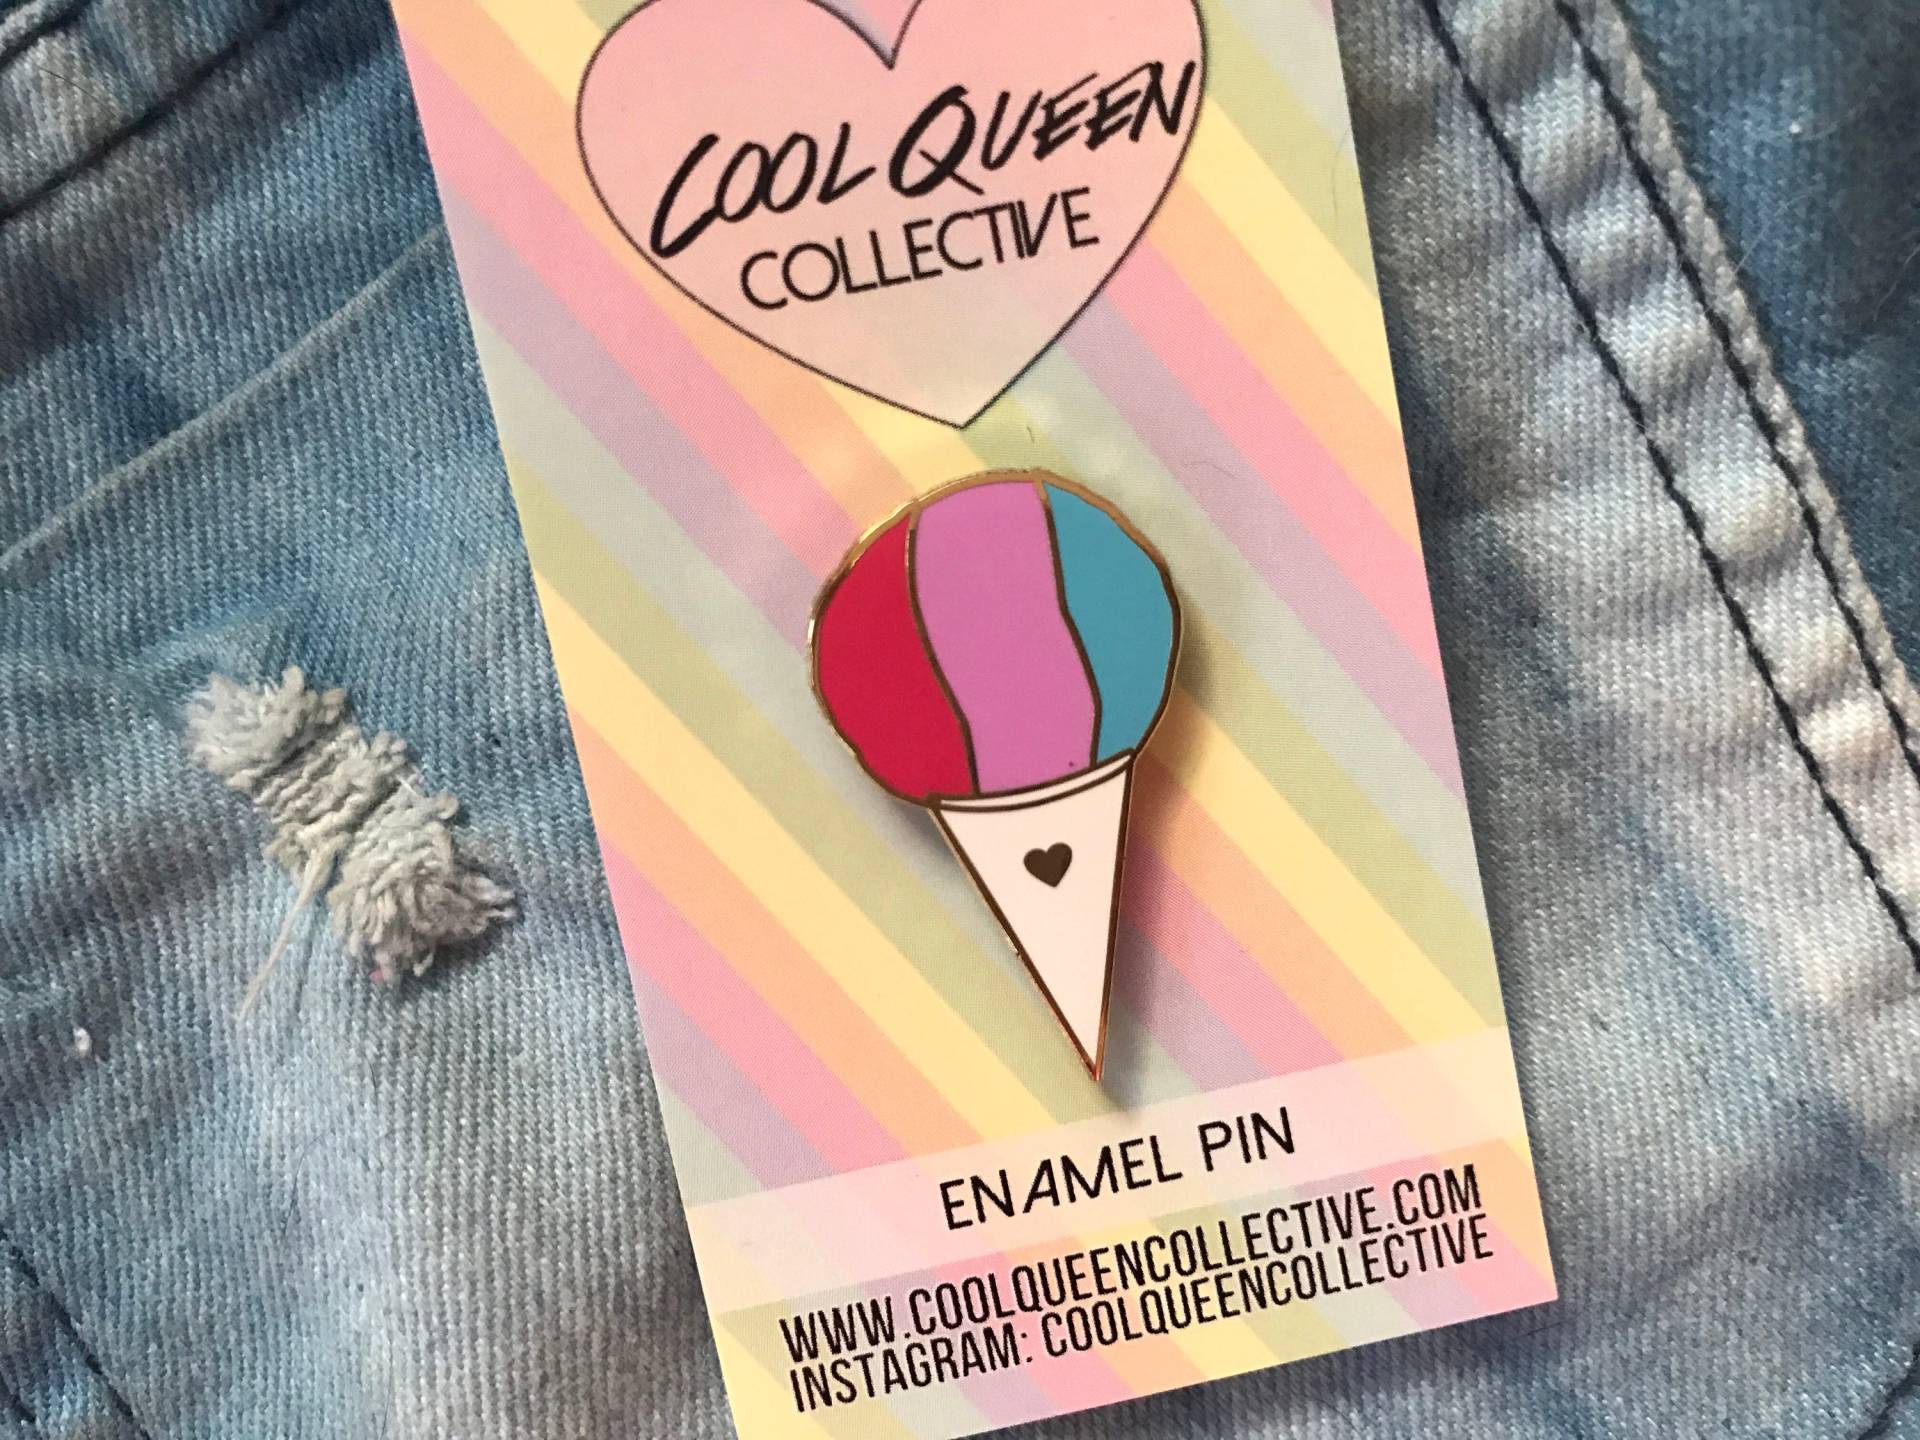 COOL QUEEN
COLLECTIVE
ENAMEL PIN
WWW.COOLQUEENCOLLECTIVE.COM
INSTAGRAM: COOLQUEENCOLLECTIVE